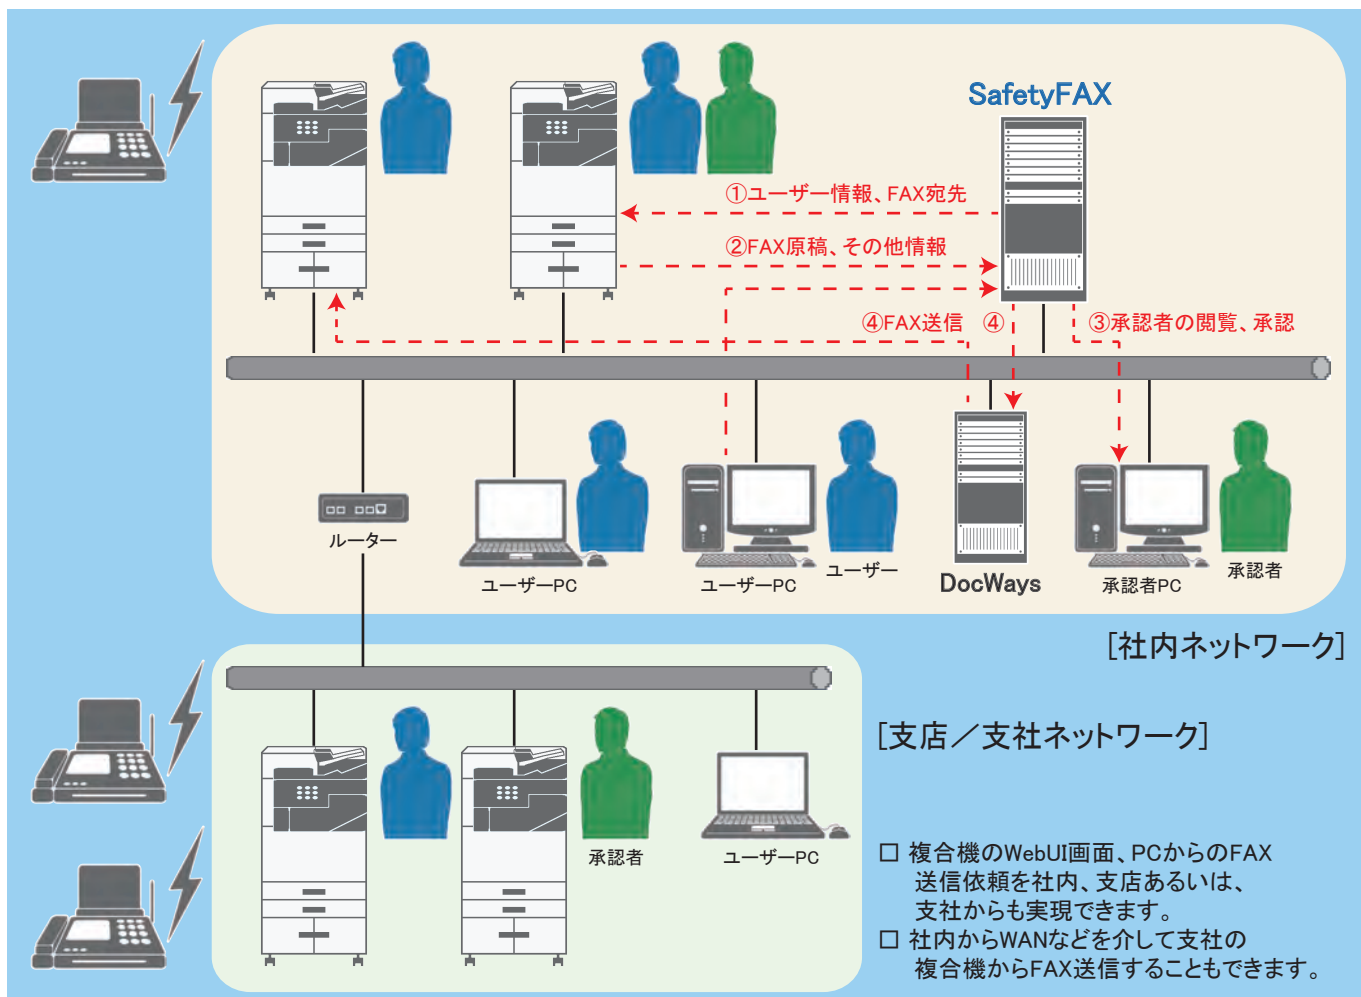 SafetyFAX
①ユーザー情報、FAX宛先
②FAX原稿、その他情報
④FAX送信
④
③承認者の閲覧、承認
ルーター
ユーザーPC
ユーザーPC
ユーザー
DocWays
承認者PC
承認者
[社内ネットワーク]
[支店／支社ネットワーク]
承認者
ユーザーPC
□ 複合機のWebUI画面、PCからのFAX
送信依頼を社内、支店あるいは、
支社からも実現できます。
□ 社内からWANなどを介して支社の
複合機からFAX送信することもできます。